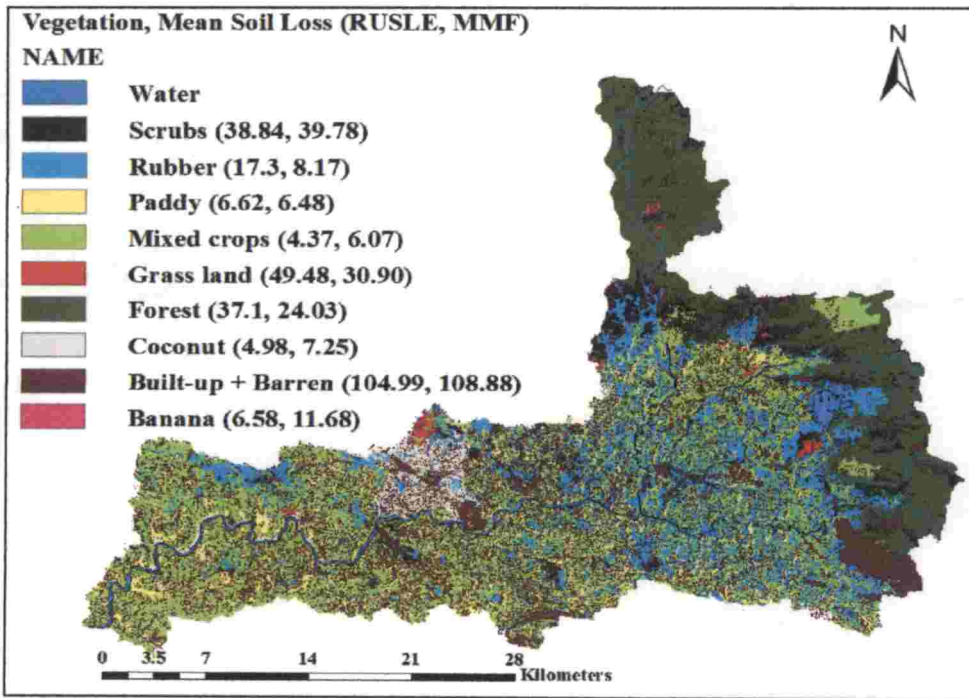 Vegetation, Mean Soil Loss (RUSLE, MMF)
NAME
Water
Scrubs (38.84, 39.78)
Rubber (17.3, 8.17)
Paddy (6.62, 6.48)
Mixed crops (4.37, 6.07)
Grass land (49.48, 30.90)
Forest (37.1, 24.03)
Coconut (4.98, 7.25)
Built-up + Barren (104.99, 108.88)
Banana (6.58, 11.68)
N
0 3.5 7 14 21 28
Kilometers